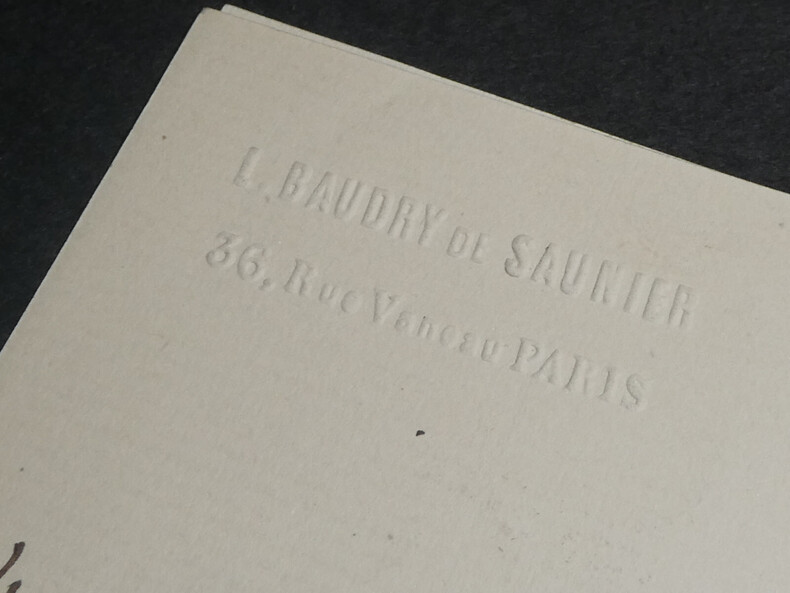 L. BAUDRY DE SAUNIER
36, Rue Vaneau PARIS